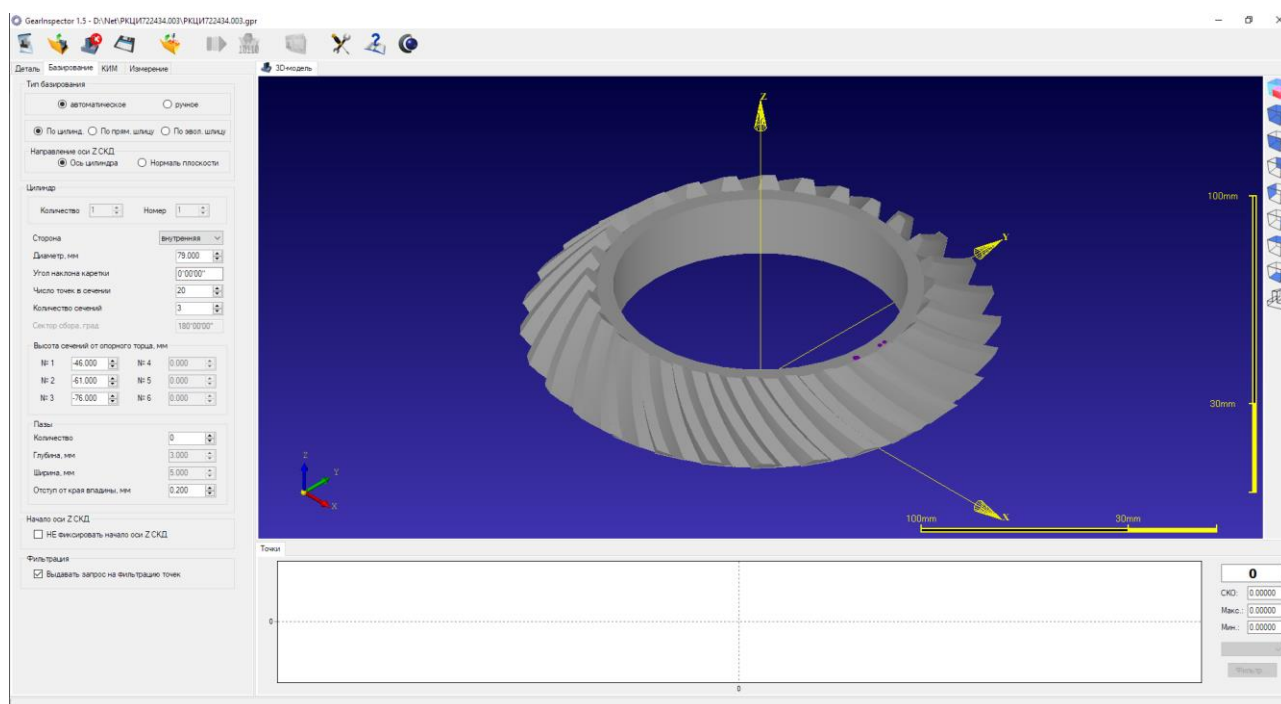 GearInspector 1.5 - D:\Net\РКЦИ722434.003\РКЦИ722434.003.gpr
Деталь Базирование КИМ Измерение
3D-модель
Тип базирования
автоматическое ручное
По цилинд. По прям. шлицу По эвол. шлицу
Направление оси Z СКД
Ось цилиндра Нормаль плоскости
Цилиндр
Количество 1 Номер 1
Сторона внутренняя
Диаметр, мм 79.000
Угол наклона каретки 0°00'00"
Число точек в сечении 20
Количество сечений 3
Сектор сбора, град 180°00'00"
Высота сечений от опорного торца, мм
№ 1 -46.000 № 4 0.000
№ 2 -61.000 № 5 0.000
№ 3 -76.000 № 6 0.000
Пазы
Количество 0
Глубина, мм 3.000
Ширина, мм 5.000
Отступ от края впадины, мм 0.200
Начало оси Z СКД
НЕ фиксировать начало оси Z СКД
Фильтрация
Выдавать запрос на фильтрацию точек
Z
Y
X
100mm
30mm
Z
Y
X
100mm 30mm
Точки
0
0
0
СКО: 0.00000
Макс.: 0.00000
Мин.: 0.00000
Фильтр...